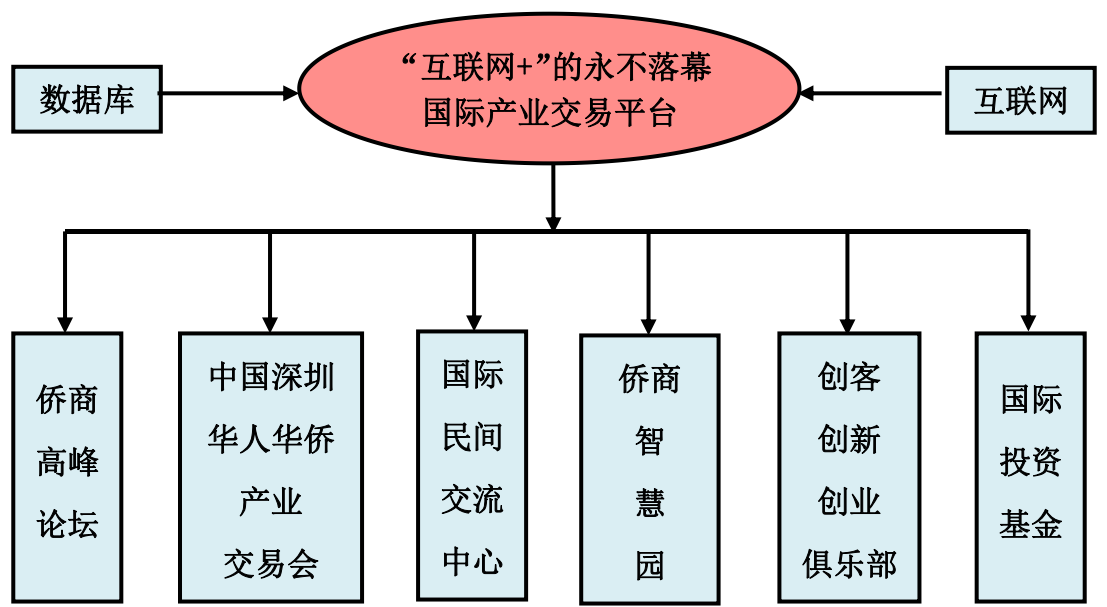 数据库
“互联网+”的永不落幕
国际产业交易平台
互联网
侨商
高峰
论坛
中国深圳
华人华侨
产业
交易会
国际
民间
交流
中心
侨商
智
慧
园
创客
创新
创业
俱乐部
国际
投资
基金